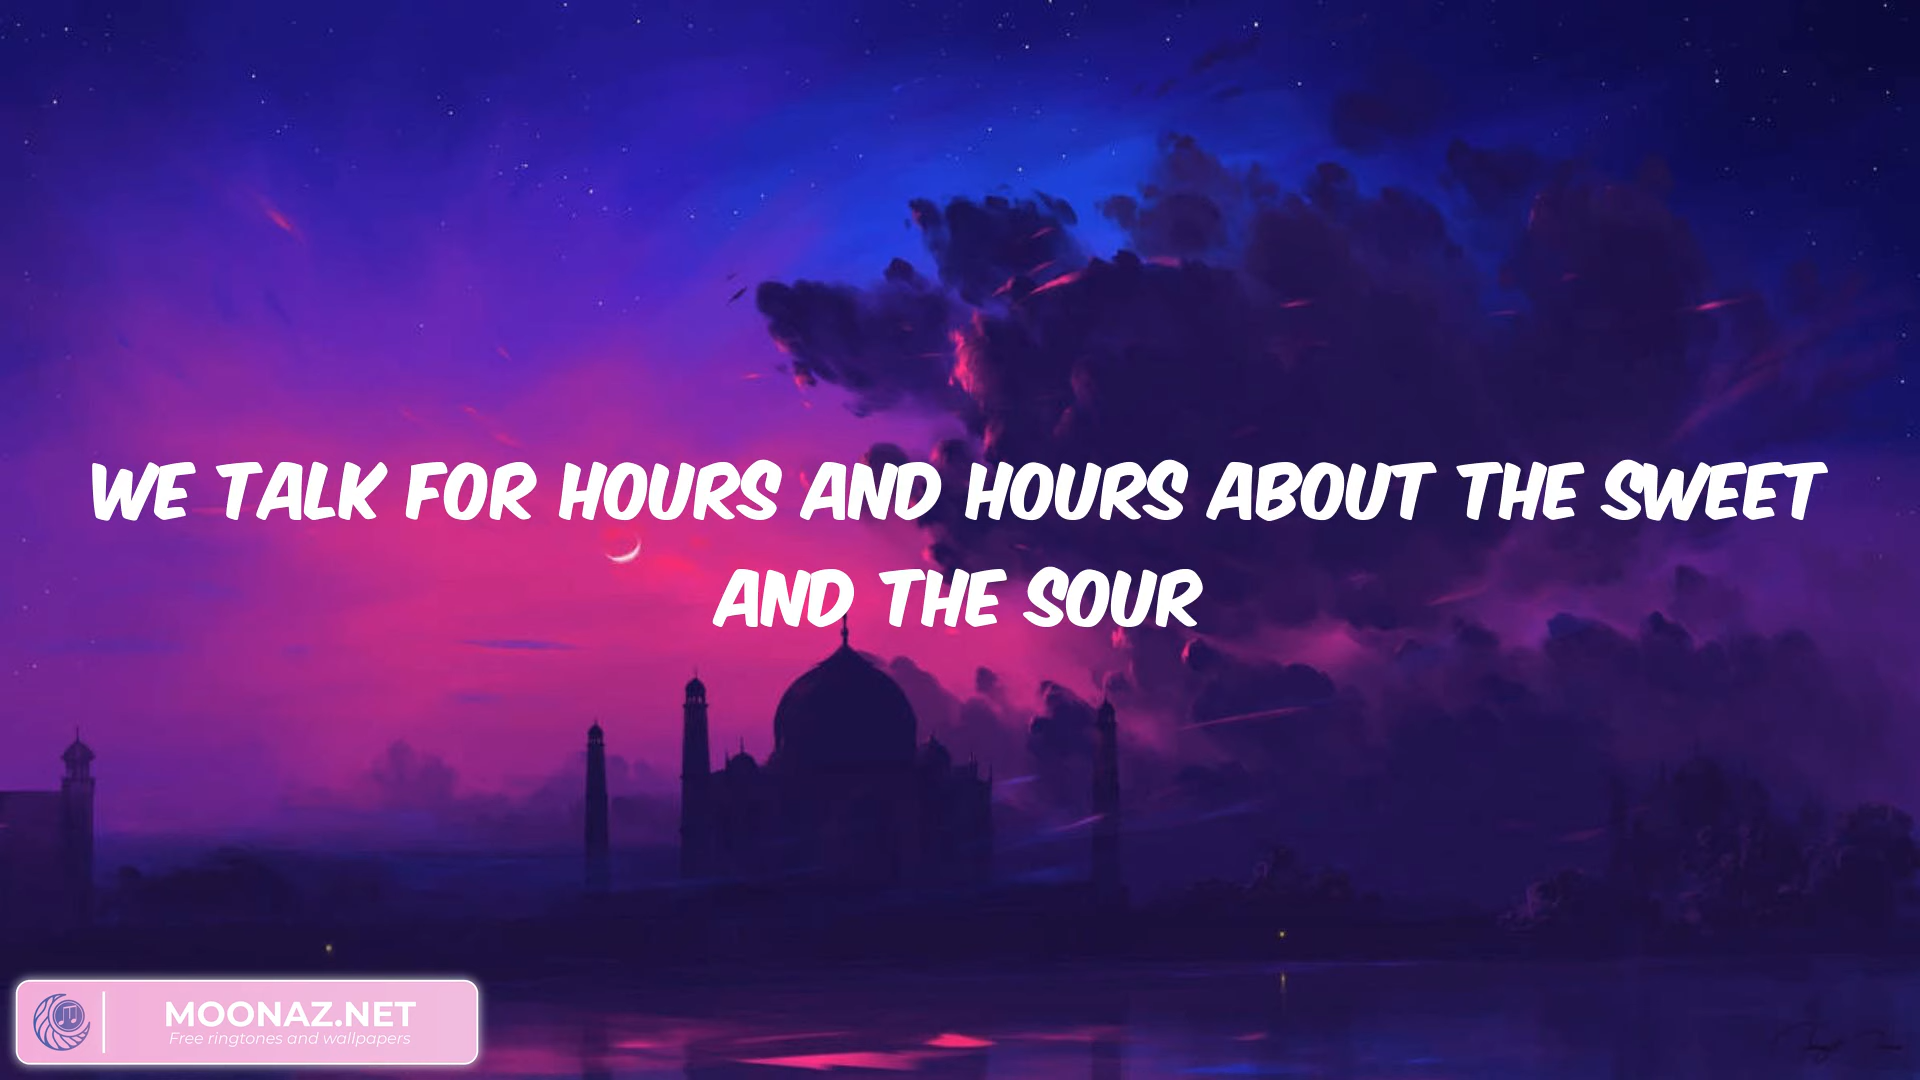 WE TALK FOR HOURS AND HOURS ABOUT THE SWEET
AND THE SOUR
MOONAZ.NET
Free ringtones and wallpapers